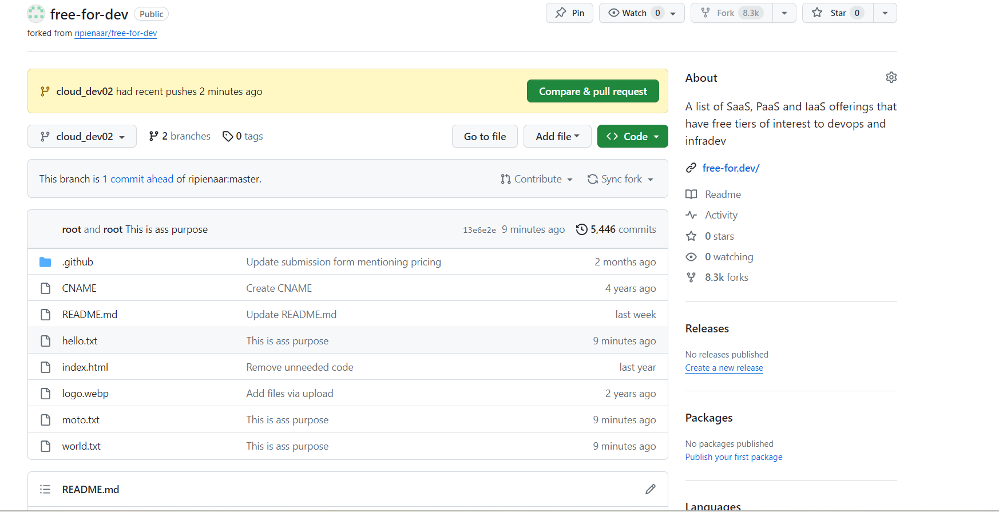 free-for-dev Public Pin Watch 0 Fork 8.3k Star 0
forked from ripienaar/free-for-dev
cloud_dev02 had recent pushes 2 minutes ago Compare & pull request
cloud_dev02 2 branches 0 tags Go to file Add file Code
This branch is 1 commit ahead of ripienaar:master. Contribute Sync fork
root and root This is ass purpose 13e6e2e 9 minutes ago 5,446 commits
.github Update submission form mentioning pricing 2 months ago
CNAME Create CNAME 4 years ago
README.md Update README.md last week
hello.txt This is ass purpose 9 minutes ago
index.html Remove unneeded code last year
logo.webp Add files via upload 2 years ago
moto.txt This is ass purpose 9 minutes ago
world.txt This is ass purpose 9 minutes ago
README.md
About
A list of SaaS, PaaS and IaaS offerings that
have free tiers of interest to devops and
infradev
free-for.dev/
Readme
Activity
0 stars
0 watching
8.3k forks
Releases
No releases published
Create a new release
Packages
No packages published
Publish your first package
Languages